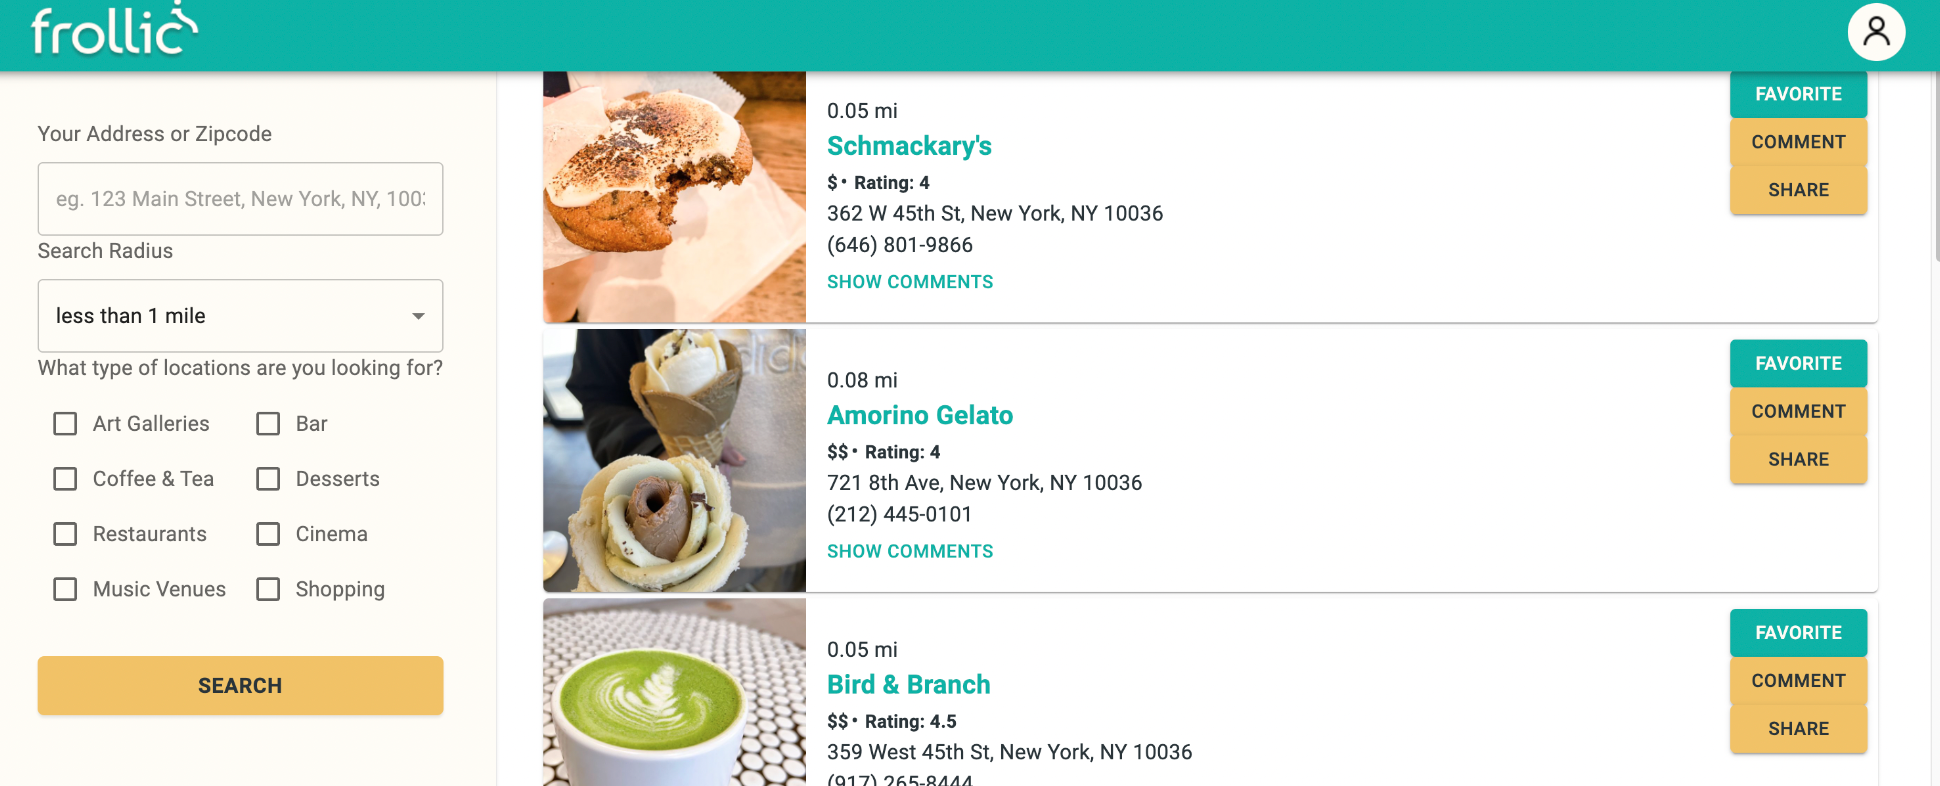 frollic
Your Address or Zipcode
eg. 123 Main Street, New York, NY, 1003
Search Radius
less than 1 mile
What type of locations are you looking for?
Art Galleries
Bar
Coffee & Tea
Desserts
Restaurants
Cinema
Music Venues
Shopping
SEARCH
0.05 mi
Schmackary's
$• Rating: 4
362 W 45th St, New York, NY 10036
(646) 801-9866
SHOW COMMENTS
FAVORITE
COMMENT
SHARE
0.08 mi
Amorino Gelato
$$• Rating: 4
721 8th Ave, New York, NY 10036
(212) 445-0101
SHOW COMMENTS
FAVORITE
COMMENT
SHARE
0.05 mi
Bird & Branch
$$• Rating: 4.5
359 West 45th St, New York, NY 10036
(917) 265-8444
FAVORITE
COMMENT
SHARE